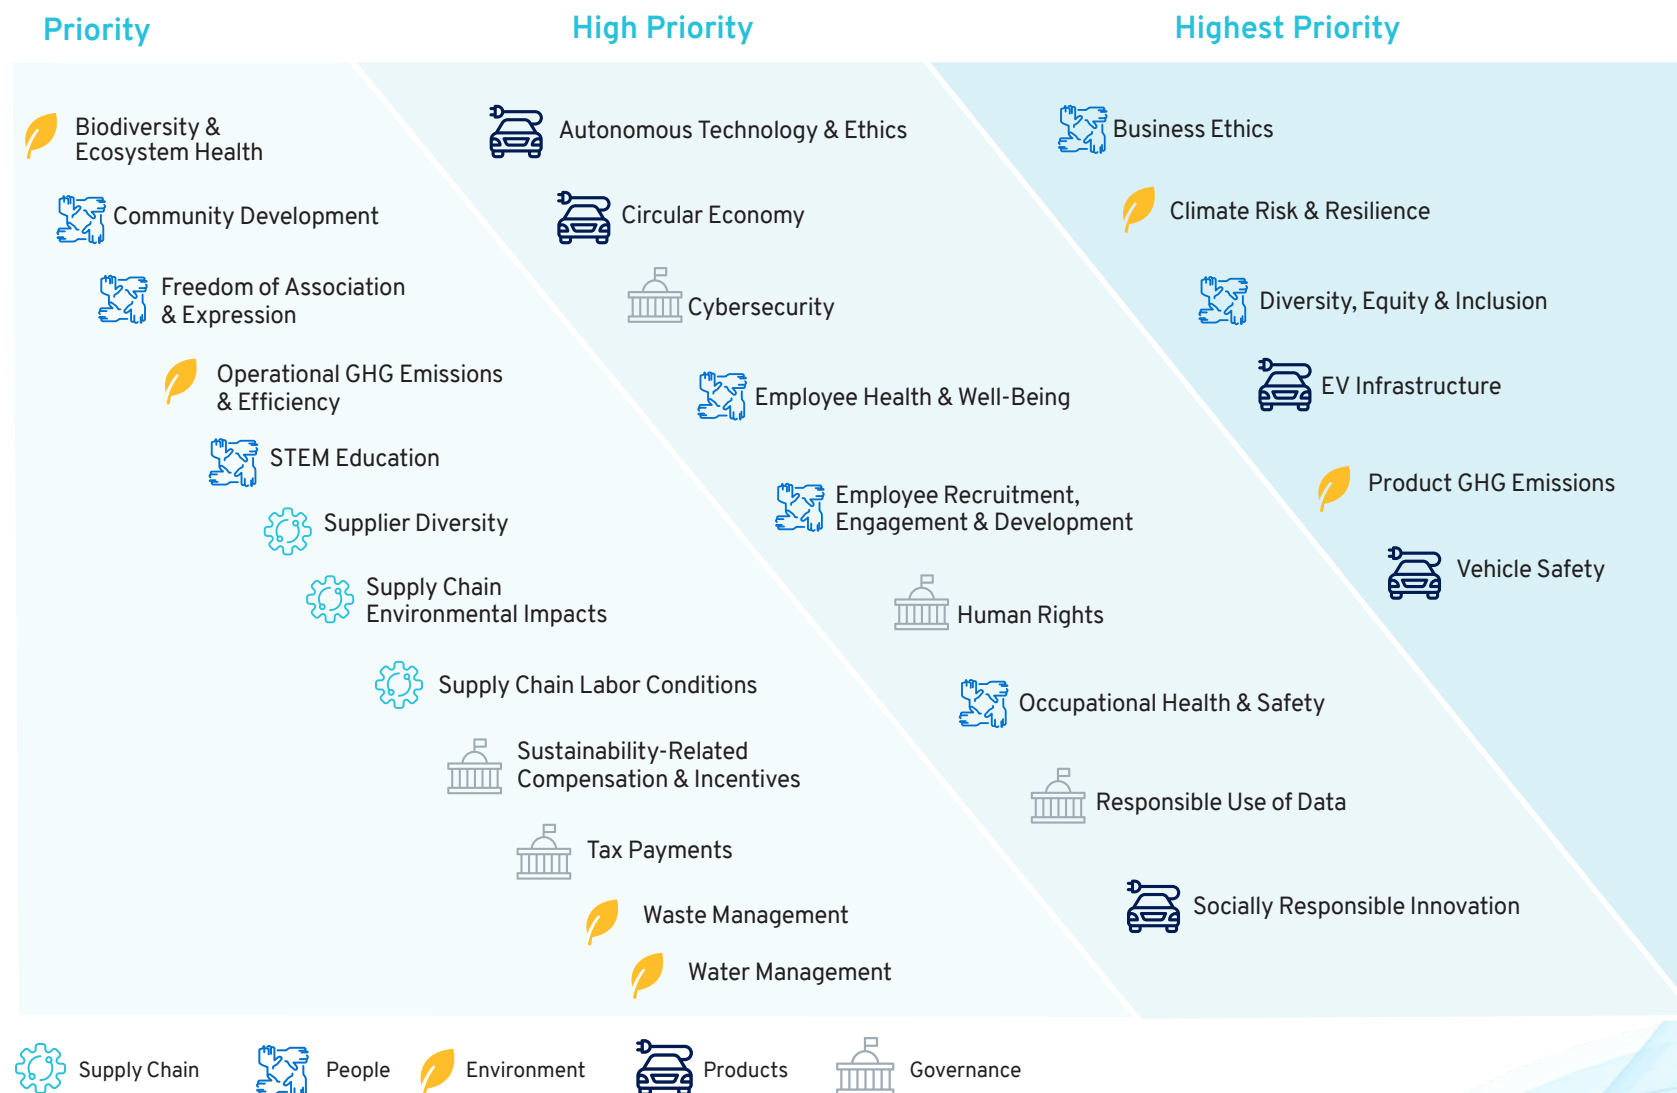 Priority
High Priority
Highest Priority
Biodiversity &
Ecosystem Health
Community Development
Freedom of Association
& Expression
Operational GHG Emissions
& Efficiency
STEM Education
Supplier Diversity
Supply Chain
Environmental Impacts
Supply Chain Labor Conditions
Sustainability-Related
Compensation & Incentives
Tax Payments
Waste Management
Water Management
Autonomous Technology & Ethics
Circular Economy
Cybersecurity
Employee Health & Well-Being
Employee Recruitment,
Engagement & Development
Human Rights
Occupational Health & Safety
Responsible Use of Data
Socially Responsible Innovation
Business Ethics
Climate Risk & Resilience
Diversity, Equity & Inclusion
EV Infrastructure
Product GHG Emissions
Vehicle Safety
Supply Chain
People
Environment
Products
Governance